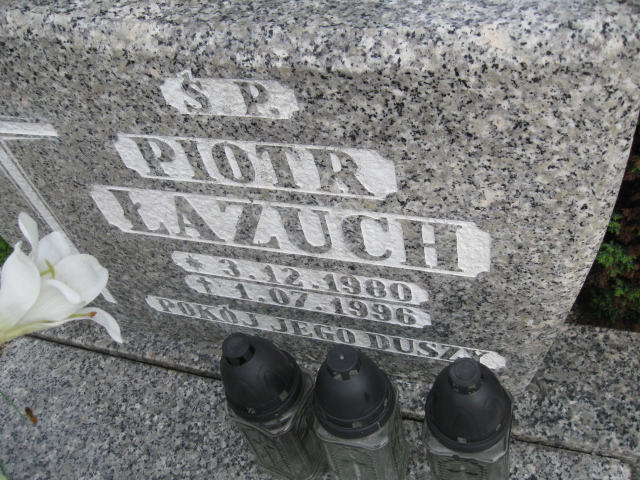 Ś P.
PIOTR
ŁAZUCH
* 3.12.1980
† 1.07.1996
POKÓJ JEGO DUSZY